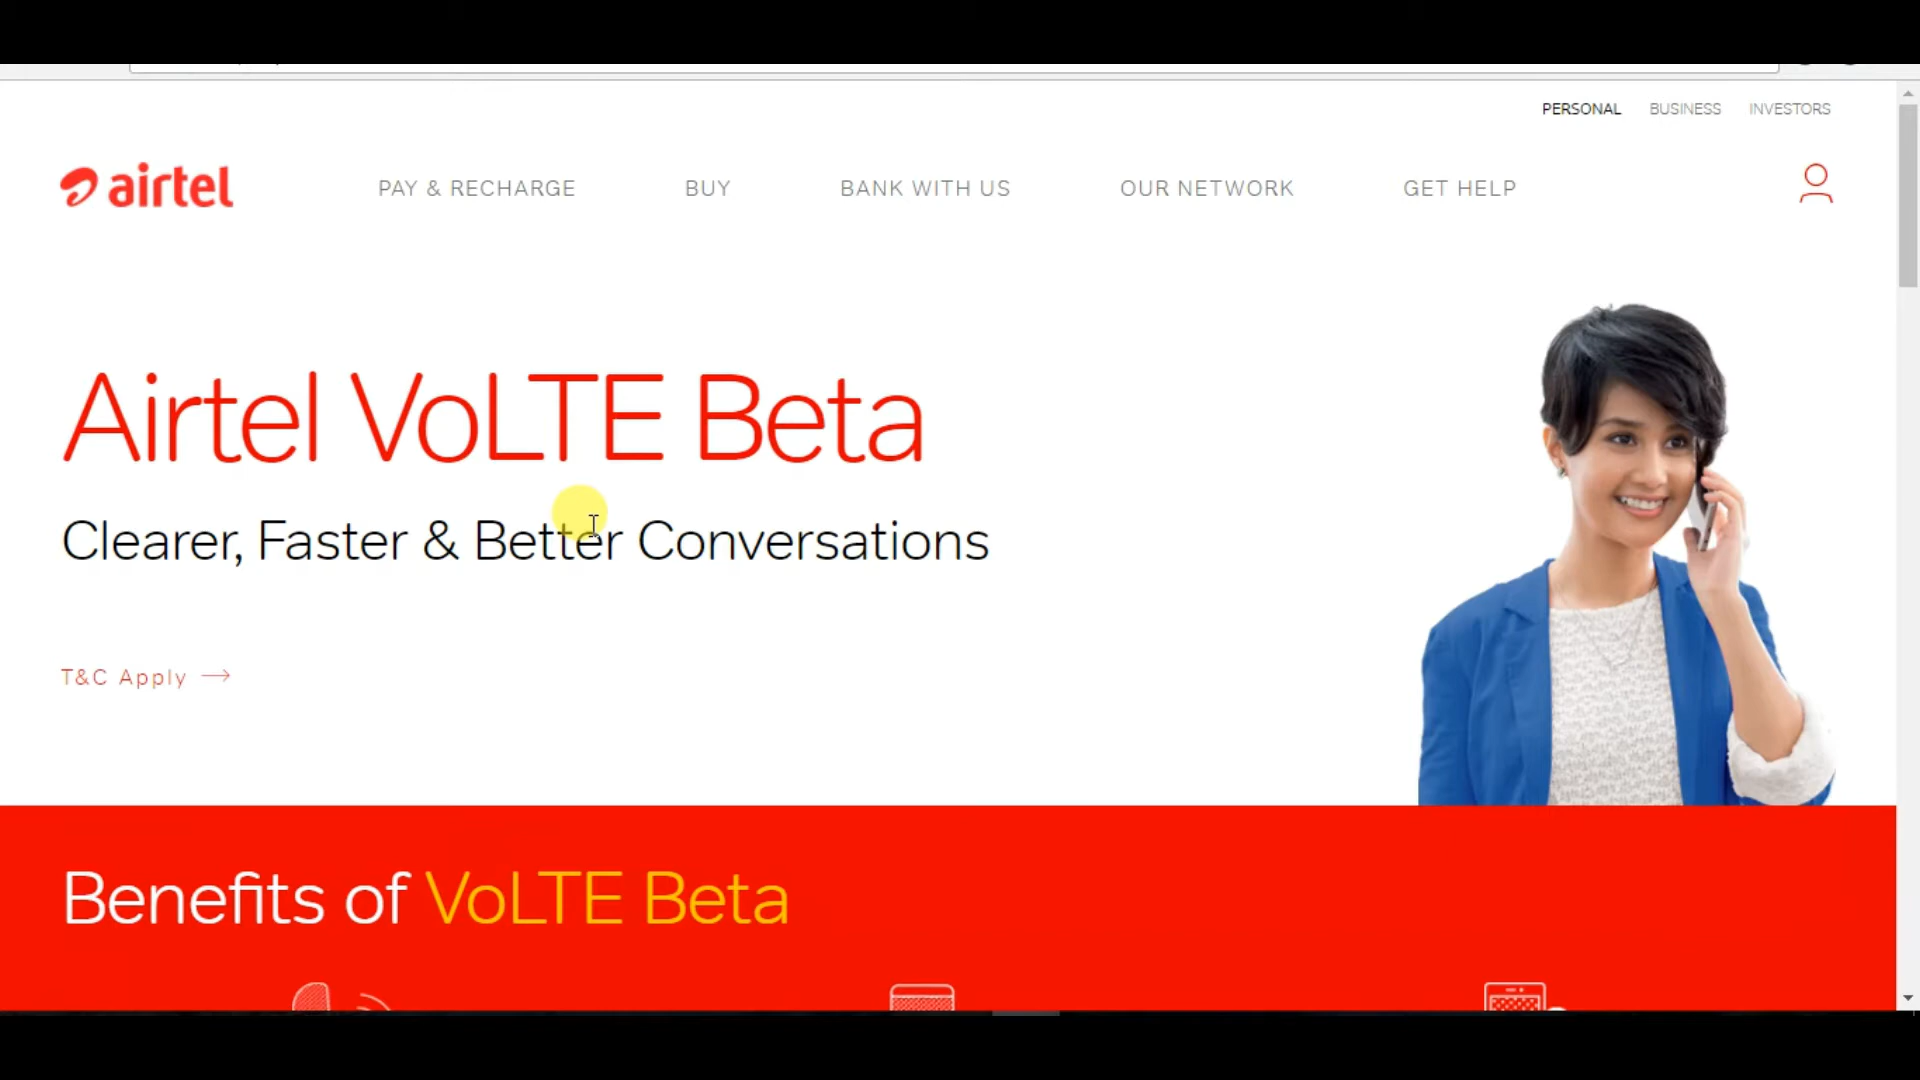 PERSONAL BUSINESS INVESTORS
airtel PAY & RECHARGE BUY BANK WITH US OUR NETWORK GET HELP
Airtel VoLTE Beta
Clearer, Faster & Better Conversations
T&C Apply →
Benefits of VoLTE Beta